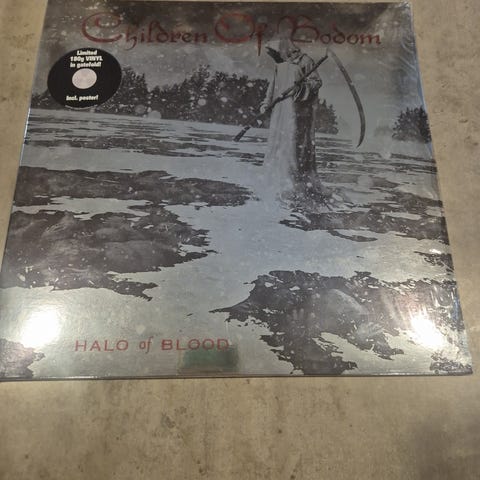 Children Of Bodom
Limited
180g VINYL
in gatefold!
Incl. poster!
HALO of BLOOD